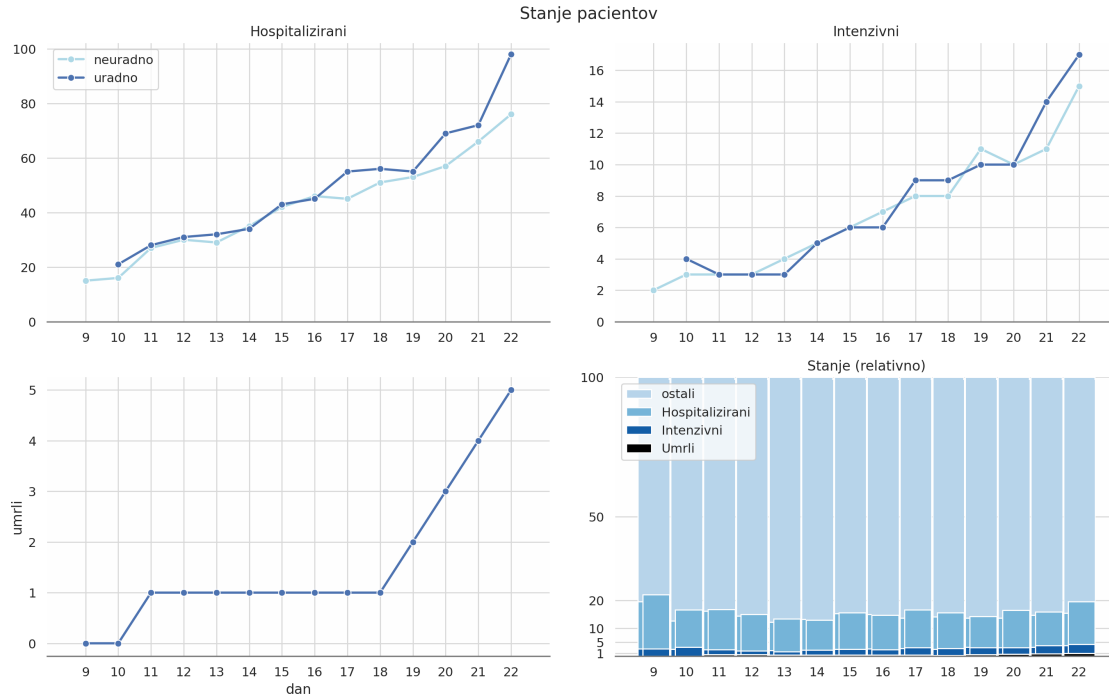 Stanje pacientov
Hospitalizirani
neuradno
uradno
100
80
60
40
20
0
9 10 11 12 13 14 15 16 17 18 19 20 21 22
Intenzivni
16
14
12
10
8
6
4
2
0
9 10 11 12 13 14 15 16 17 18 19 20 21 22
umrli
5
4
3
2
1
0
9 10 11 12 13 14 15 16 17 18 19 20 21 22
dan
Stanje (relativno)
ostali
Hospitalizirani
Intenzivni
Umrli
100
50
20
10
5
1
9 10 11 12 13 14 15 16 17 18 19 20 21 22